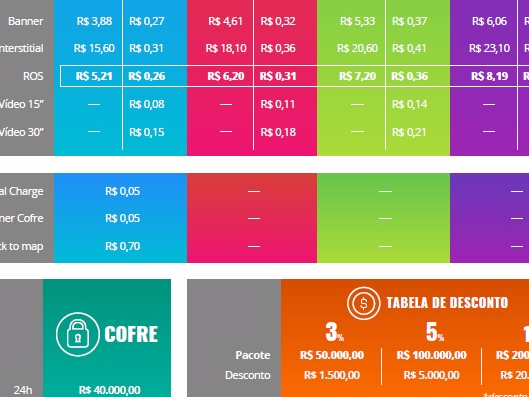 Banner R$ 3,88 R$ 0,27 R$ 4,61 R$ 0,32 R$ 5,33 R$ 0,37 R$ 6,06
nterstitial R$ 15,60 R$ 0,31 R$ 18,10 R$ 0,36 R$ 20,60 R$ 0,41 R$ 23,10
ROS R$ 5,21 R$ 0,26 R$ 6,20 R$ 0,31 R$ 7,20 R$ 0,36 R$ 8,19
Vídeo 15" — R$ 0,08 — R$ 0,11 — R$ 0,14 —
Vídeo 30" — R$ 0,15 — R$ 0,18 — R$ 0,21 —
al Charge R$ 0,05 — — —
ner Cofre R$ 0,05 — — —
ck to map R$ 0,70 — — —
COFRE
24h R$ 40.000,00
$ TABELA DE DESCONTO
3% 5% 1
Pacote R$ 50.000,00 R$ 100.000,00 R$ 200
Desconto R$ 1.500,00 R$ 5.000,00 R$ 20.